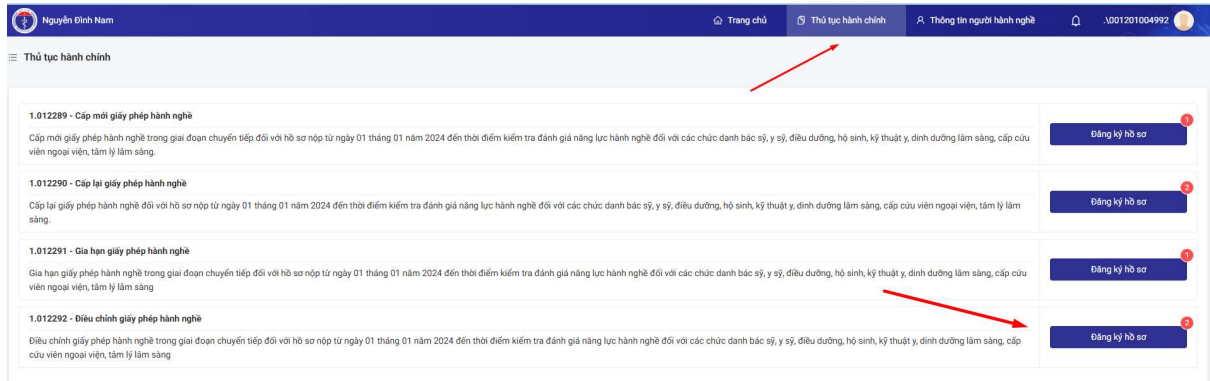 Nguyễn Đình Nam
Trang chủ
Thủ tục hành chính
Thông tin người hành nghề
.\001201004992
Thủ tục hành chính
1.012289 - Cấp mới giấy phép hành nghề
Cấp mới giấy phép hành nghề trong giai đoạn chuyển tiếp đối với hồ sơ nộp từ ngày 01 tháng 01 năm 2024 đến thời điểm kiểm tra đánh giá năng lực hành nghề đối với các chức danh bác sỹ, y sỹ, điều dưỡng, hộ sinh, kỹ thuật y, dinh dưỡng lâm sàng, cấp cứu
viên ngoại viện, tâm lý lâm sàng.
1
Đăng ký hồ sơ
1.012290 - Cấp lại giấy phép hành nghề
Cấp lại giấy phép hành nghề đối với hồ sơ nộp từ ngày 01 tháng 01 năm 2024 đến thời điểm kiểm tra đánh giá năng lực hành nghề đối với các chức danh bác sỹ, y sỹ, điều dưỡng, hộ sinh, kỹ thuật y, dinh dưỡng lâm sàng, cấp cứu viên ngoại viện, tâm lý lâm
sàng.
2
Đăng ký hồ sơ
1.012291 - Gia hạn giấy phép hành nghề
Gia hạn giấy phép hành nghề trong giai đoạn chuyển tiếp đối với hồ sơ nộp từ ngày 01 tháng 01 năm 2024 đến thời điểm kiểm tra đánh giá năng lực hành nghề đối với các chức danh bác sỹ, y sỹ, điều dưỡng, hộ sinh, kỹ thuật y, dinh dưỡng lâm sàng, cấp cứu
viên ngoại viện, tâm lý lâm sàng
1
Đăng ký hồ sơ
1.012292 - Điều chỉnh giấy phép hành nghề
Điều chỉnh giấy phép hành nghề trong giai đoạn chuyển tiếp đối với hồ sơ nộp từ ngày 01 tháng 01 năm 2024 đến thời điểm kiểm tra đánh giá năng lực hành nghề đối với các chức danh bác sỹ, y sỹ, điều dưỡng, hộ sinh, kỹ thuật y, dinh dưỡng lâm sàng, cấp
cứu viên ngoại viện, tâm lý lâm sàng
2
Đăng ký hồ sơ